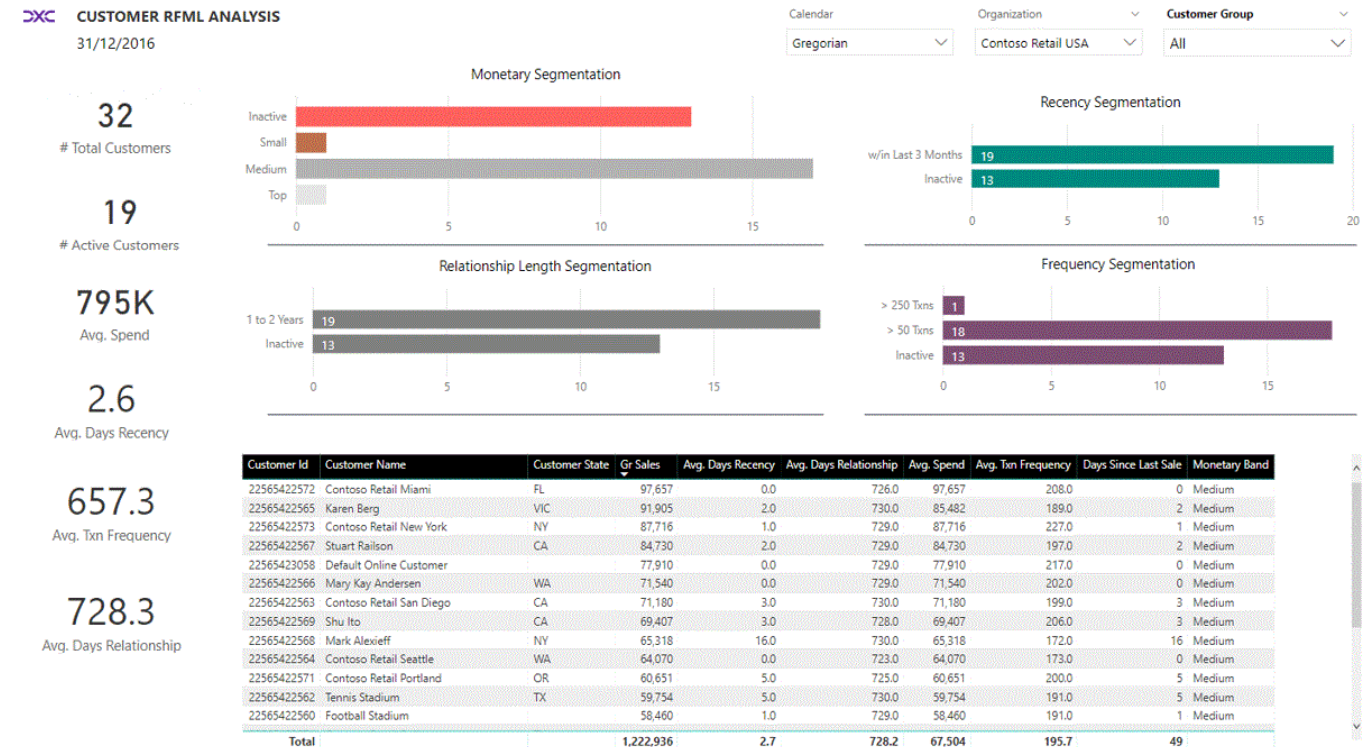 DXC CUSTOMER RFML ANALYSIS
31/12/2016
Calendar
Gregorian
Organization
Contoso Retail USA
Customer Group
All
32
# Total Customers
19
# Active Customers
795K
Avg. Spend
2.6
Avg. Days Recency
657.3
Avg. Txn Frequency
728.3
Avg. Days Relationship
Monetary Segmentation
Inactive
Small
Medium
Top
0 5 10 15
Recency Segmentation
w/in Last 3 Months 19
Inactive 13
0 5 10 15 20
Relationship Length Segmentation
1 to 2 Years 19
Inactive 13
0 5 10 15
Frequency Segmentation
> 250 Txns 1
> 50 Txns 18
Inactive 13
0 5 10 15
Customer Id Customer Name Customer State Gr Sales Avg. Days Recency Avg. Days Relationship Avg. Spend Avg. Txn Frequency Days Since Last Sale Monetary Band
22565422572 Contoso Retail Miami FL 97,657 0.0 726.0 97,657 208.0 0 Medium
22565422565 Karen Berg VIC 91,905 2.0 730.0 85,482 189.0 2 Medium
22565422573 Contoso Retail New York NY 87,716 1.0 729.0 87,716 227.0 1 Medium
22565422567 Stuart Railson CA 84,730 2.0 729.0 84,730 197.0 2 Medium
22565423058 Default Online Customer 77,910 0.0 729.0 77,910 217.0 0 Medium
22565422566 Mary Kay Andersen WA 71,540 0.0 729.0 71,540 202.0 0 Medium
22565422563 Contoso Retail San Diego CA 71,180 3.0 730.0 71,180 199.0 3 Medium
22565422569 Shu Ito CA 69,407 3.0 728.0 69,407 206.0 3 Medium
22565422568 Mark Alexieff NY 65,318 16.0 730.0 65,318 172.0 16 Medium
22565422564 Contoso Retail Seattle WA 64,070 0.0 723.0 64,070 173.0 0 Medium
22565422571 Contoso Retail Portland OR 60,651 5.0 725.0 60,651 200.0 5 Medium
22565422562 Tennis Stadium TX 59,754 5.0 730.0 59,754 191.0 5 Medium
22565422560 Football Stadium 58,460 1.0 729.0 58,460 191.0 1 Medium
Total 1,222,936 2.7 728.2 67,504 195.7 49